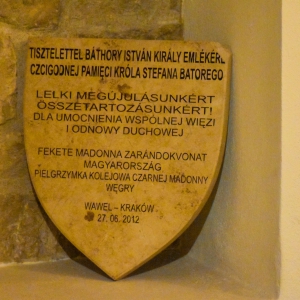 TISZTELETTEL BÁTHORY ISTVÁN KIRÁLY EMLÉKÉRE
CZCIGODNEJ PAMIĘCI KRÓLA STEFANA BATOREGO
LELKI MEGÚJULÁSUNKÉRT
ÖSSZETARTOZÁSUNKÉRT!
DLA UMOCNIENIA WSPÓLNEJ WIĘZI
I ODNOWY DUCHOWEJ
FEKETE MADONNA ZARÁNDOKVONAT
MAGYARORSZÁG
PIELGRZYMKA KOLEJOWA CZARNEJ MADONNY
WĘGRY
WAWEL – KRAKÓW
27. 06. 2012